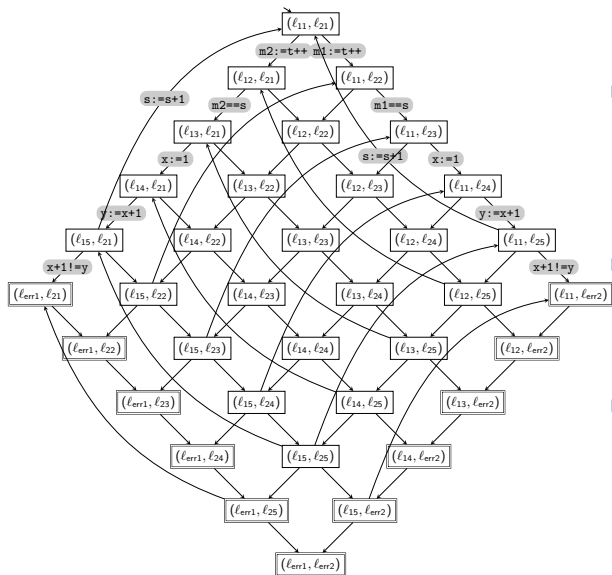 (ℓ11, ℓ21)
m2:=t++ m1:=t++
(ℓ12, ℓ21) (ℓ11, ℓ22)
s:=s+1 m2==s m1==s
(ℓ13, ℓ21) (ℓ12, ℓ22) (ℓ11, ℓ23)
x:=1 s:=s+1 x:=1
(ℓ14, ℓ21) (ℓ13, ℓ22) (ℓ12, ℓ23) (ℓ11, ℓ24)
y:=x+1 y:=x+1
(ℓ15, ℓ21) (ℓ14, ℓ22) (ℓ13, ℓ23) (ℓ12, ℓ24) (ℓ11, ℓ25)
x+1!=y x+1!=y
(ℓerr1, ℓ21) (ℓ15, ℓ22) (ℓ14, ℓ23) (ℓ13, ℓ24) (ℓ12, ℓ25) (ℓ11, ℓerr2)
(ℓerr1, ℓ22) (ℓ15, ℓ23) (ℓ14, ℓ24) (ℓ13, ℓ25) (ℓ12, ℓerr2)
(ℓerr1, ℓ23) (ℓ15, ℓ24) (ℓ14, ℓ25) (ℓ13, ℓerr2)
(ℓerr1, ℓ24) (ℓ15, ℓ25) (ℓ14, ℓerr2)
(ℓerr1, ℓ25) (ℓ15, ℓerr2)
(ℓerr1, ℓerr2)